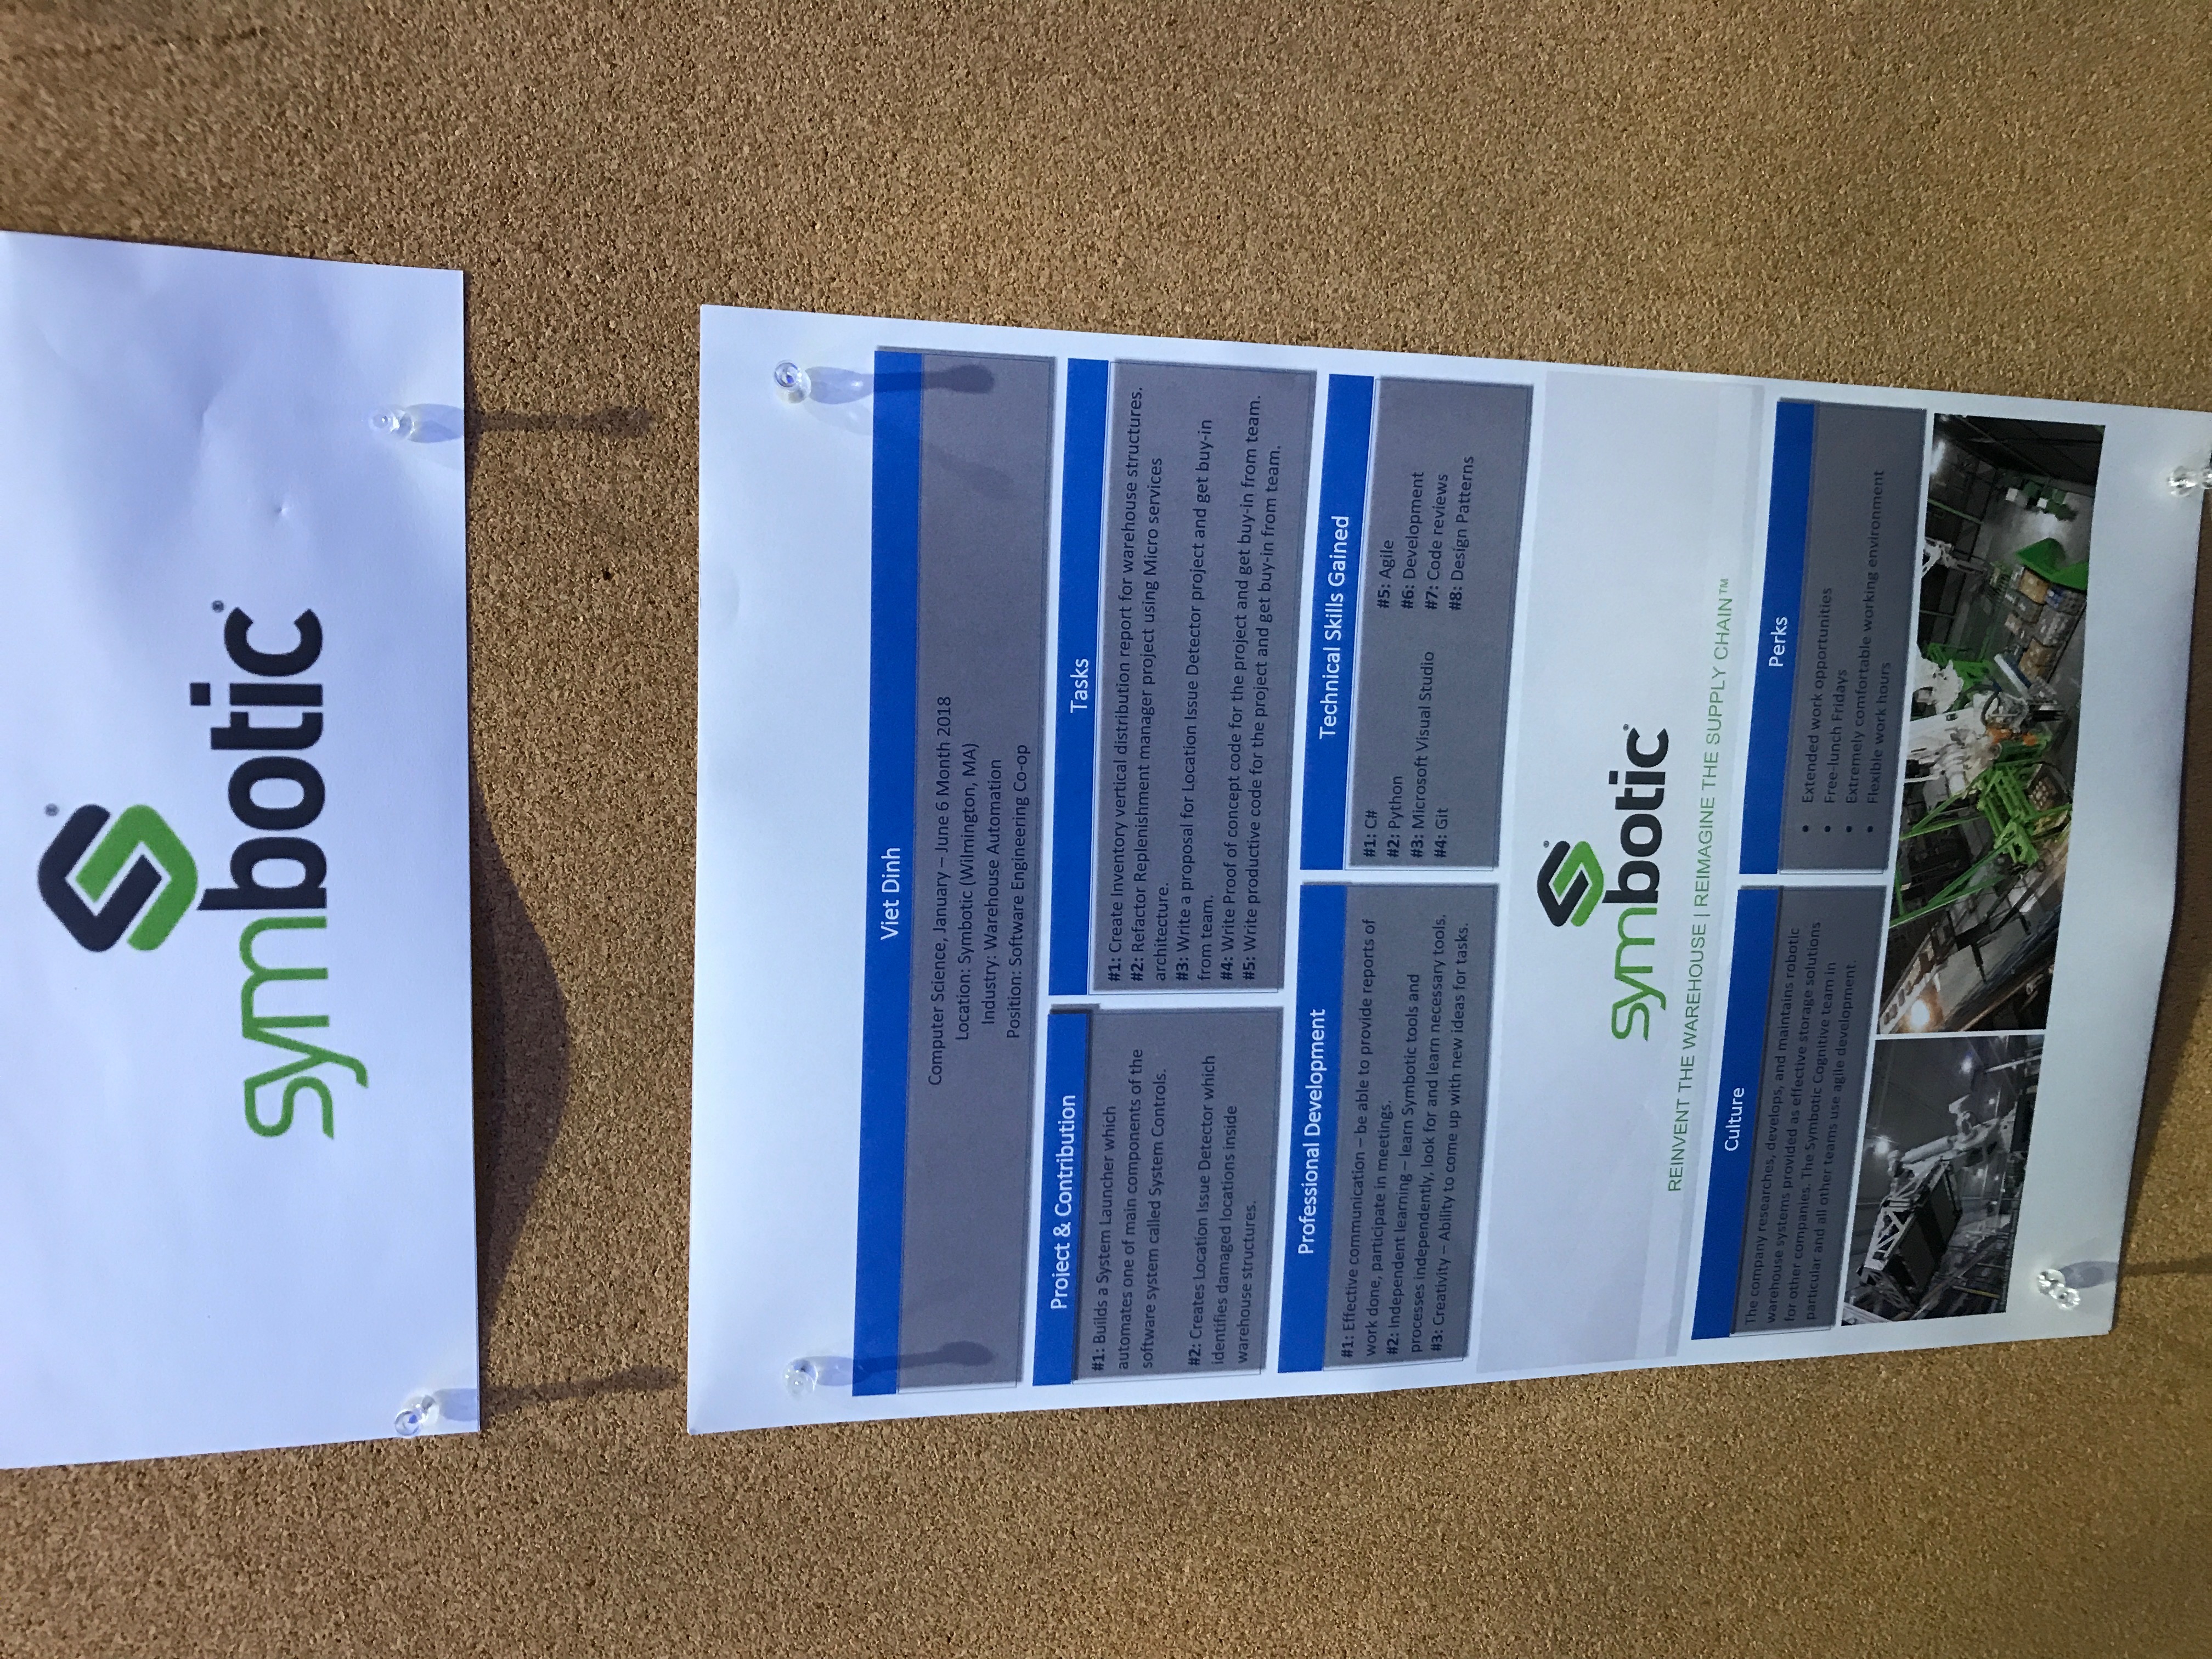 symbotic®
Viet Dinh
Computer Science, January – June 6 Month 2018
Location: Symbotic (Wilmington, MA)
Industry: Warehouse Automation
Position: Software Engineering Co-op
Project & Contribution
#1: Builds a System Launcher which
automates one of main components of the
software system called System Controls.
#2: Creates Location Issue Detector which
identifies damaged locations inside
warehouse structures.
Tasks
#1: Create Inventory vertical distribution report for warehouse structures.
#2: Refactor Replenishment manager project using Micro services
architecture.
#3: Write a proposal for Location Issue Detector project and get buy-in
from team.
#4: Write Proof of concept code for the project and get buy-in from team.
#5: Write productive code for the project and get buy-in from team.
Professional Development
#1: Effective communication – be able to provide reports of
work done, participate in meetings.
#2: Independent learning – learn Symbotic tools and
processes independently, look for and learn necessary tools.
#3: Creativity – Ability to come up with new ideas for tasks.
Technical Skills Gained
#1: C#
#2: Python
#3: Microsoft Visual Studio
#4: Git
#5: Agile
#6: Development
#7: Code reviews
#8: Design Patterns
symbotic®
REINVENT THE WAREHOUSE | REIMAGINE THE SUPPLY CHAIN™
Culture
The company researches, develops, and maintains robotic
warehouse systems provided as effective storage solutions
for other companies. The Symbotic Cognitive team in
particular and all other teams use agile development.
Perks
• Extended work opportunities
• Free-lunch Fridays
• Extremely comfortable working environment
• Flexible work hours